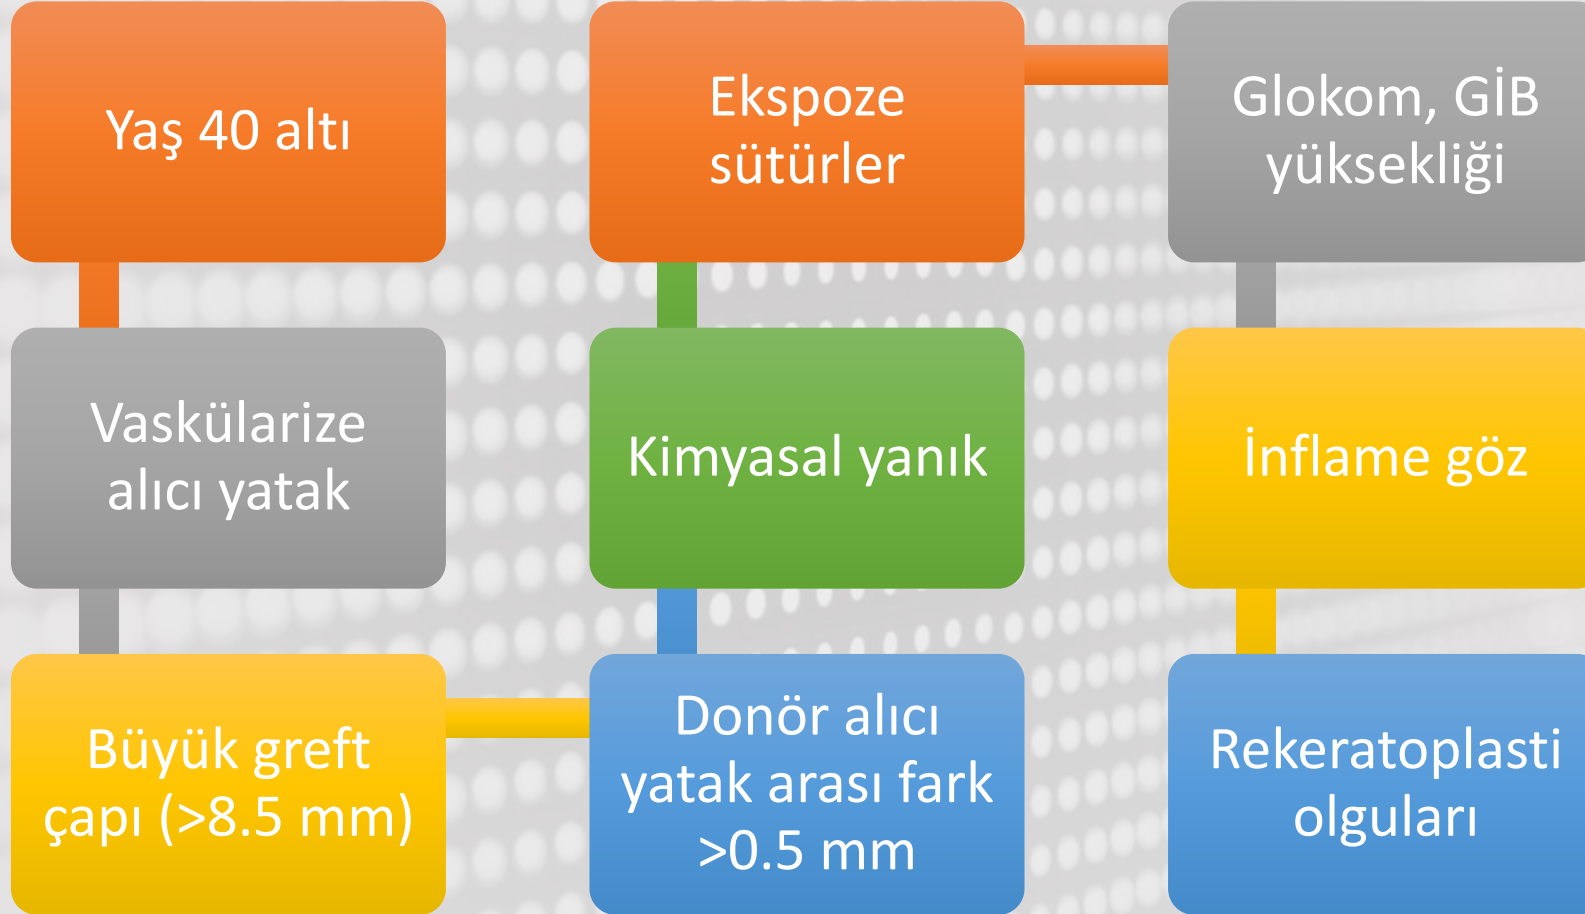 Yaş 40 altı
Vaskülarize
alıcı yatak
Büyük greft
çapı (>8.5 mm)
Donör alıcı
yatak arası fark
>0.5 mm
Kimyasal yanık
Ekspoze
sütürler
Glokom, GİB
yüksekliği
İnflame göz
Rekeratoplasti
olguları